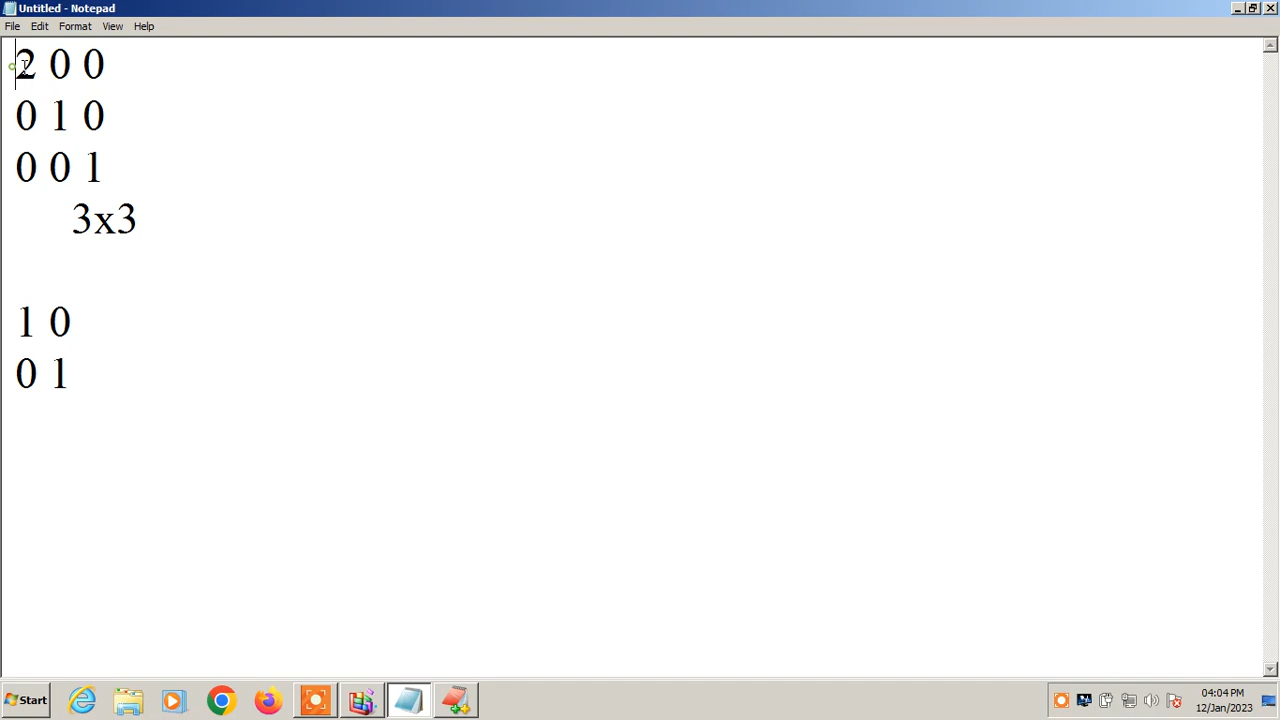 Untitled - Notepad
File Edit Format View Help
2 0 0
0 1 0
0 0 1
3x3
1 0
0 1
Start
04:04 PM
12/Jan/2023